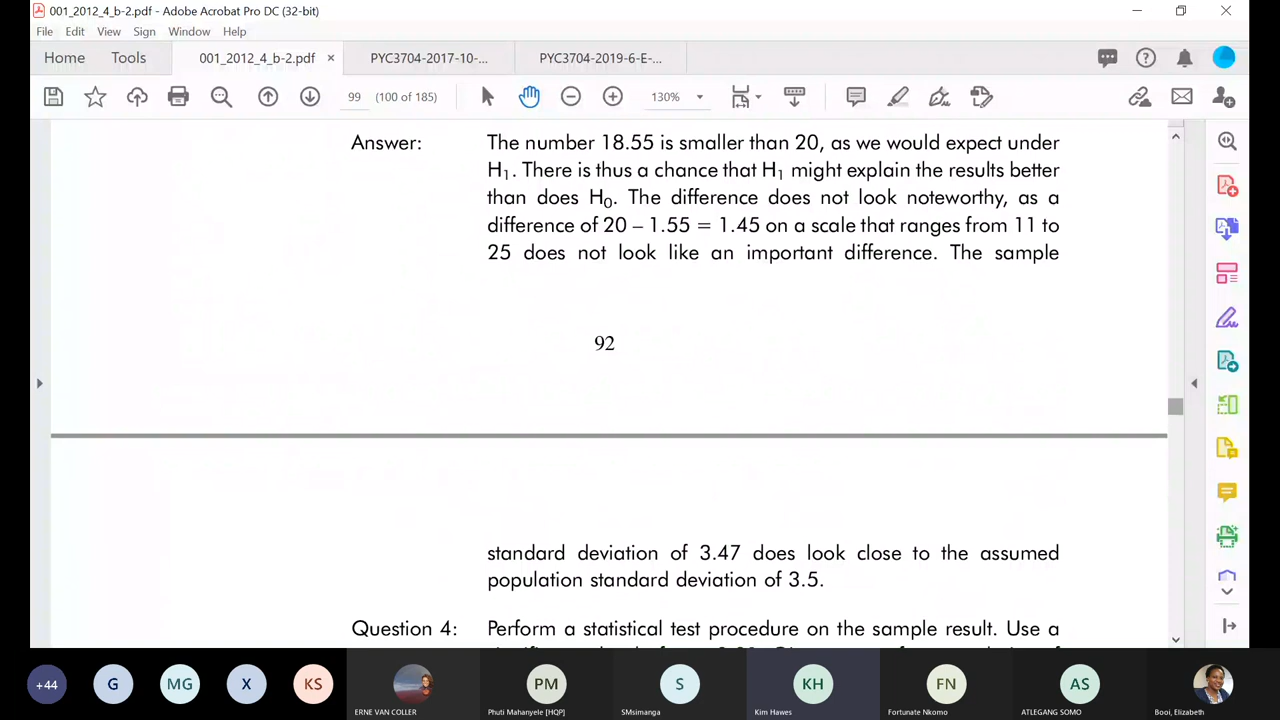 001_2012_4_b-2.pdf - Adobe Acrobat Pro DC (32-bit)
File Edit View Sign Window Help
Home Tools 001_2012_4_b-2.pdf × PYC3704-2017-10-... PYC3704-2019-6-E-...
99 (100 of 185) 130%
Answer: The number 18.55 is smaller than 20, as we would expect under
H1. There is thus a chance that H1 might explain the results better
than does H0. The difference does not look noteworthy, as a
difference of 20 – 1.55 = 1.45 on a scale that ranges from 11 to
25 does not look like an important difference. The sample
92
standard deviation of 3.47 does look close to the assumed
population standard deviation of 3.5.
Question 4: Perform a statistical test procedure on the sample result. Use a
+44 G MG X KS PM S KH FN AS
ERNE VAN COLLER Phuti Mahanyele [HQP] SMsimanga Kim Hawes Fortunate Nkomo ATLEGANG SOMO Booi, Elizabeth